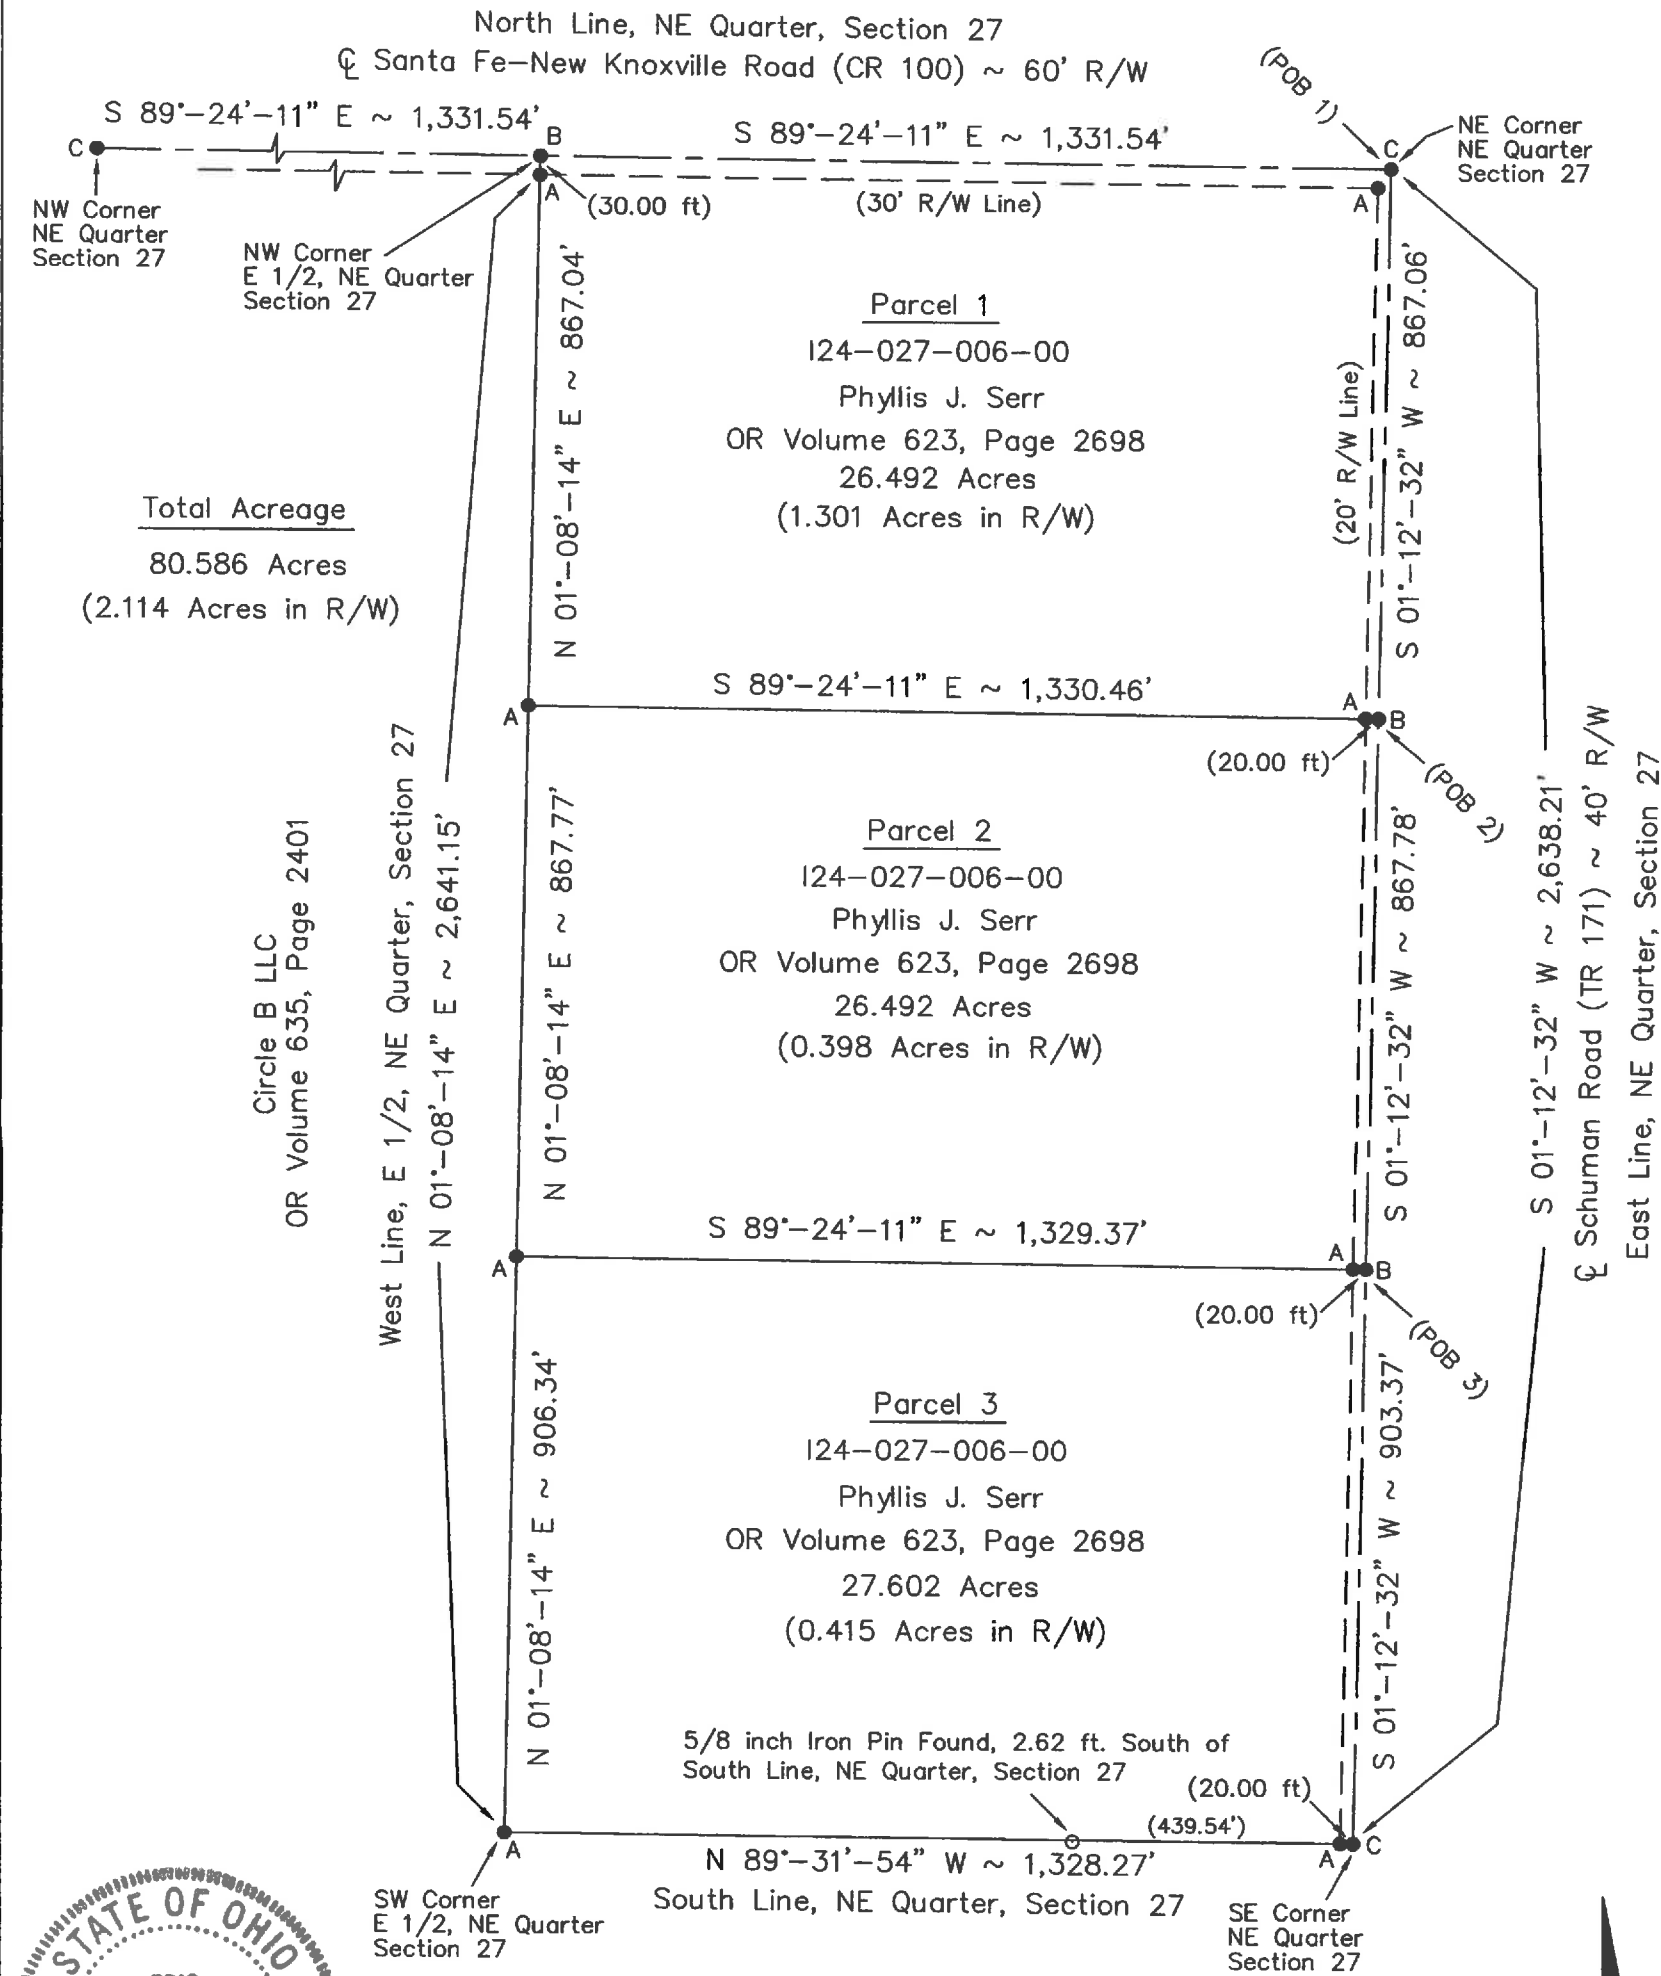 North Line, NE Quarter, Section 27
℄ Santa Fe-New Knoxville Road (CR 100) ~ 60' R/W
(POB 1)
S 89°-24'-11" E ~ 1,331.54'
S 89°-24'-11" E ~ 1,331.54'
C
B
C
NE Corner
NE Quarter
Section 27
A
(30.00 ft)
(30' R/W Line)
A
NW Corner
NE Quarter
Section 27
NW Corner
E 1/2, NE Quarter
Section 27
N 01°-08'-14" E ~ 867.04'
Parcel 1
124-027-006-00
Phyllis J. Serr
OR Volume 623, Page 2698
26.492 Acres
(1.301 Acres in R/W)
(20' R/W Line)
S 01°-12'-32" W ~ 867.06'
Total Acreage
80.586 Acres
(2.114 Acres in R/W)
S 89°-24'-11" E ~ 1,330.46'
A
A
B
(20.00 ft)
(POB 2)
Circle B LLC
OR Volume 635, Page 2401
West Line, E 1/2, NE Quarter, Section 27
N 01°-08'-14" E ~ 2,641.15'
N 01°-08'-14" E ~ 867.77'
Parcel 2
124-027-006-00
Phyllis J. Serr
OR Volume 623, Page 2698
26.492 Acres
(0.398 Acres in R/W)
S 01°-12'-32" W ~ 867.78'
S 01°-12'-32" W ~ 2,638.21'
℄ Schuman Road (TR 171) ~ 40' R/W
East Line, NE Quarter, Section 27
S 89°-24'-11" E ~ 1,329.37'
A
A
B
(20.00 ft)
(POB 3)
N 01°-08'-14" E ~ 906.34'
Parcel 3
124-027-006-00
Phyllis J. Serr
OR Volume 623, Page 2698
27.602 Acres
(0.415 Acres in R/W)
S 01°-12'-32" W ~ 903.37'
5/8 inch Iron Pin Found, 2.62 ft. South of
South Line, NE Quarter, Section 27
(20.00 ft)
(439.54')
A
A
C
N 89°-31'-54" W ~ 1,328.27'
South Line, NE Quarter, Section 27
SW Corner
E 1/2, NE Quarter
Section 27
SE Corner
NE Quarter
Section 27
STATE OF OHIO